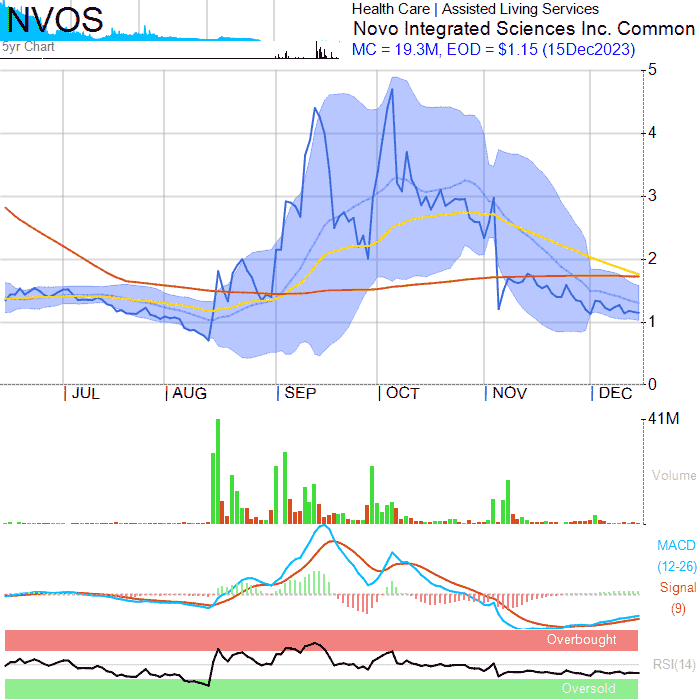 NVOS
Health Care | Assisted Living Services
Novo Integrated Sciences Inc. Common
MC = 19.3M, EOD = $1.15 (15Dec2023)
5yr Chart
5
4
3
2
1
0
JUL
AUG
SEP
OCT
NOV
DEC
41M
Volume
MACD
(12-26)
Signal
(9)
Overbought
RSI(14)
Oversold